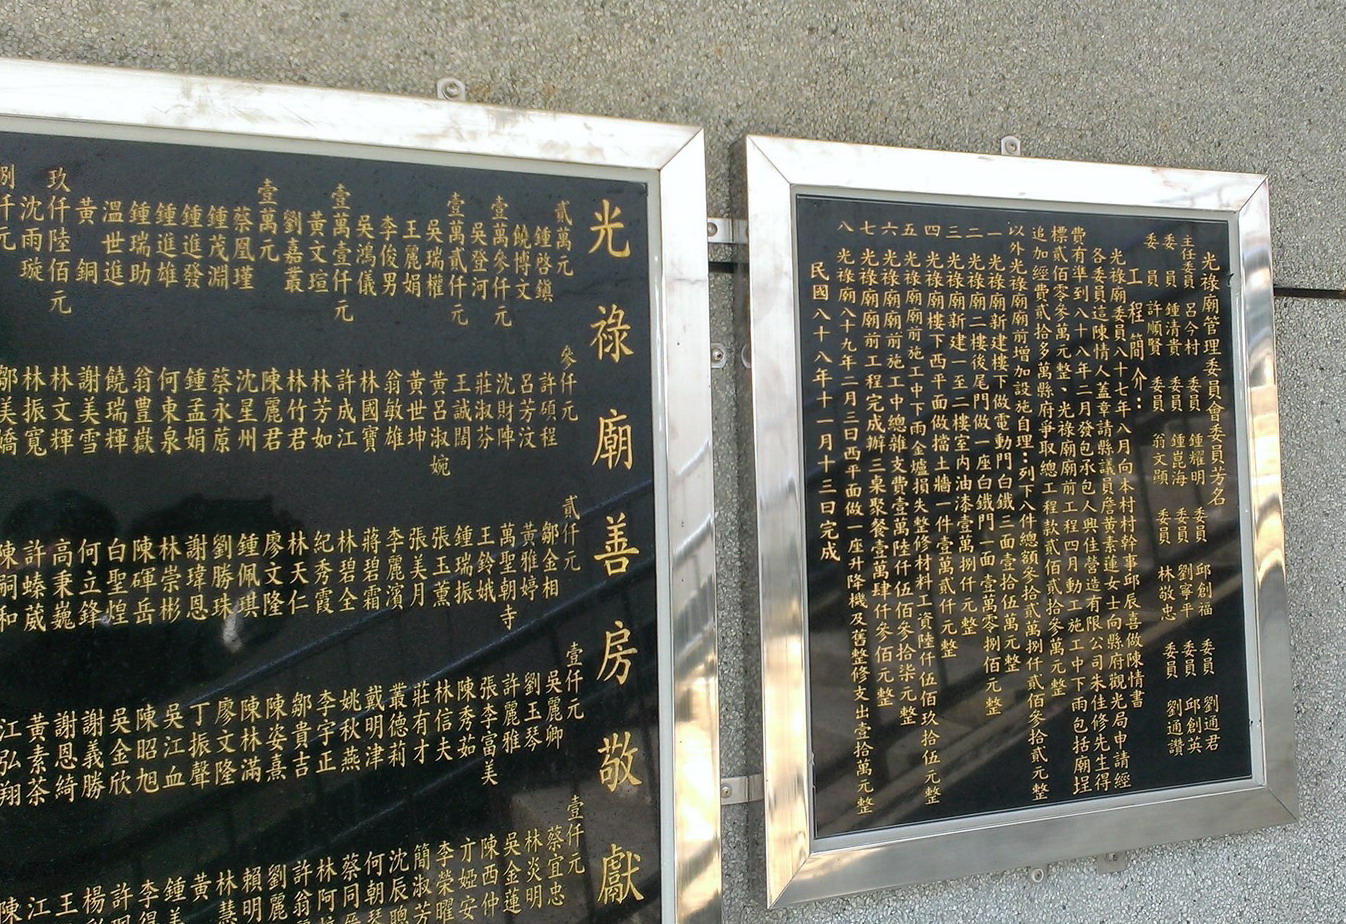 光祿廟管理委員會委員芳名
主任委員 呂今村 委員 鍾耀明 委員 邱創福 委員 劉通君
委員 鍾清貴 委員 鍾崑海 委員 劉寧平 委員 邱創英
委員 許順賢 委員 翁文顯 委員 林敬忠 委員 劉通讚
工程簡介：
光祿廟委員八十七年八月向本村村幹事邱辰喜做陳情書
各委員這陳情人蓋章請縣議員詹黃素蓮女士向縣府觀光局申請經
費有準到八十八年二月發包承包人興佳營造有限公司朱佳修先生得
標貳佰零參萬元整，光祿廟廟前工程四月動工施工中下雨包括廟埕
追加經費貳拾多萬縣府爭取總工程款貳佰貳拾參萬元整
以外光祿廟廟前增加設施自理：列下八件總額參拾貳萬捌仟貳佰參拾貳元整
一 光祿廟新建樓下做電動門白鐵三面壹拾伍萬元整
二 光祿廟二樓後尾門做一座白鐵門一面壹萬零捌佰元整
三 光祿廟新建一至二樓室內油漆壹萬捌仟元整
四 光祿廟樓下西平面做擋土牆一件壹萬貳仟元整
五 光祿廟廟前施工中下雨金爐損失整修材料工資陸仟伍佰玖拾伍元整
六 光祿廟廟前施工中總雜支費壹萬陸仟伍佰參拾柒元整
七 光祿廟廟前工程完成辦三桌聚餐壹萬肆仟參佰元整
八 光祿廟八十九年二月三日西平面做一座升降機及舊整修支出壹拾萬元整
民國八十八年十一月十三日完成
光祿廟善房敬獻
貳萬元
鍾啓鎮
饒博文
壹萬參仟元
吳登河
壹萬貳仟元
吳瑞權
王麗娟
李俊男
吳鴻儀
壹萬壹仟元
黃文瑄
劉嘉叢
壹萬元
蔡凰瑾
鍾茂淵
鍾進發
鍾進雄
鍾瑞助
溫世進
黃銅
玖仟陸佰元
沈雨璇
捌仟元
參仟元
許碩程
呂芳汶
沈財陣
莊淑芬
王誠闊
黃呂淑婉
黃世坤
翁敏雄
林國寶
許成江
林芳如
林竹君
陳麗君
沈星州
蔡永原
鍾孟娟
何東泉
翁豊嶽
饒瑞輝
謝美雪
林文輝
林振寬
鄒美嬌
貳仟元
鄒金相
黃雅婷
萬聖朝寺
王鈴娥
鍾瑞振
張玉薰
張美月
李麗濱
蔣碧霜
林碧全
紀秀霞
林天仁
廖文隆
鍾佩琪
劉勝珠
謝瑋恩
林崇彬
陳碑岳
白聖煌
何立鋒
高秉巍
許蓁葳
陳嗣和
壹仟元
吳麗卿
劉玉琴
許麗雅
張李富美
陳秀茹
林信夫
莊有才
叢德莉
戴明津
姚秋燕
李宇正
鄒貴吉
陳姿熹
陳林滿
廖文隆
丁振聲
吳江血
陳昭旭
吳金欣
謝義勝
謝恩綺
黃素茶
江弘翔
壹仟元
蔡宜忠
林炎明
吳金蓮
陳西仲
方婭安
李榮曜
簡淑芳
沈辰聰